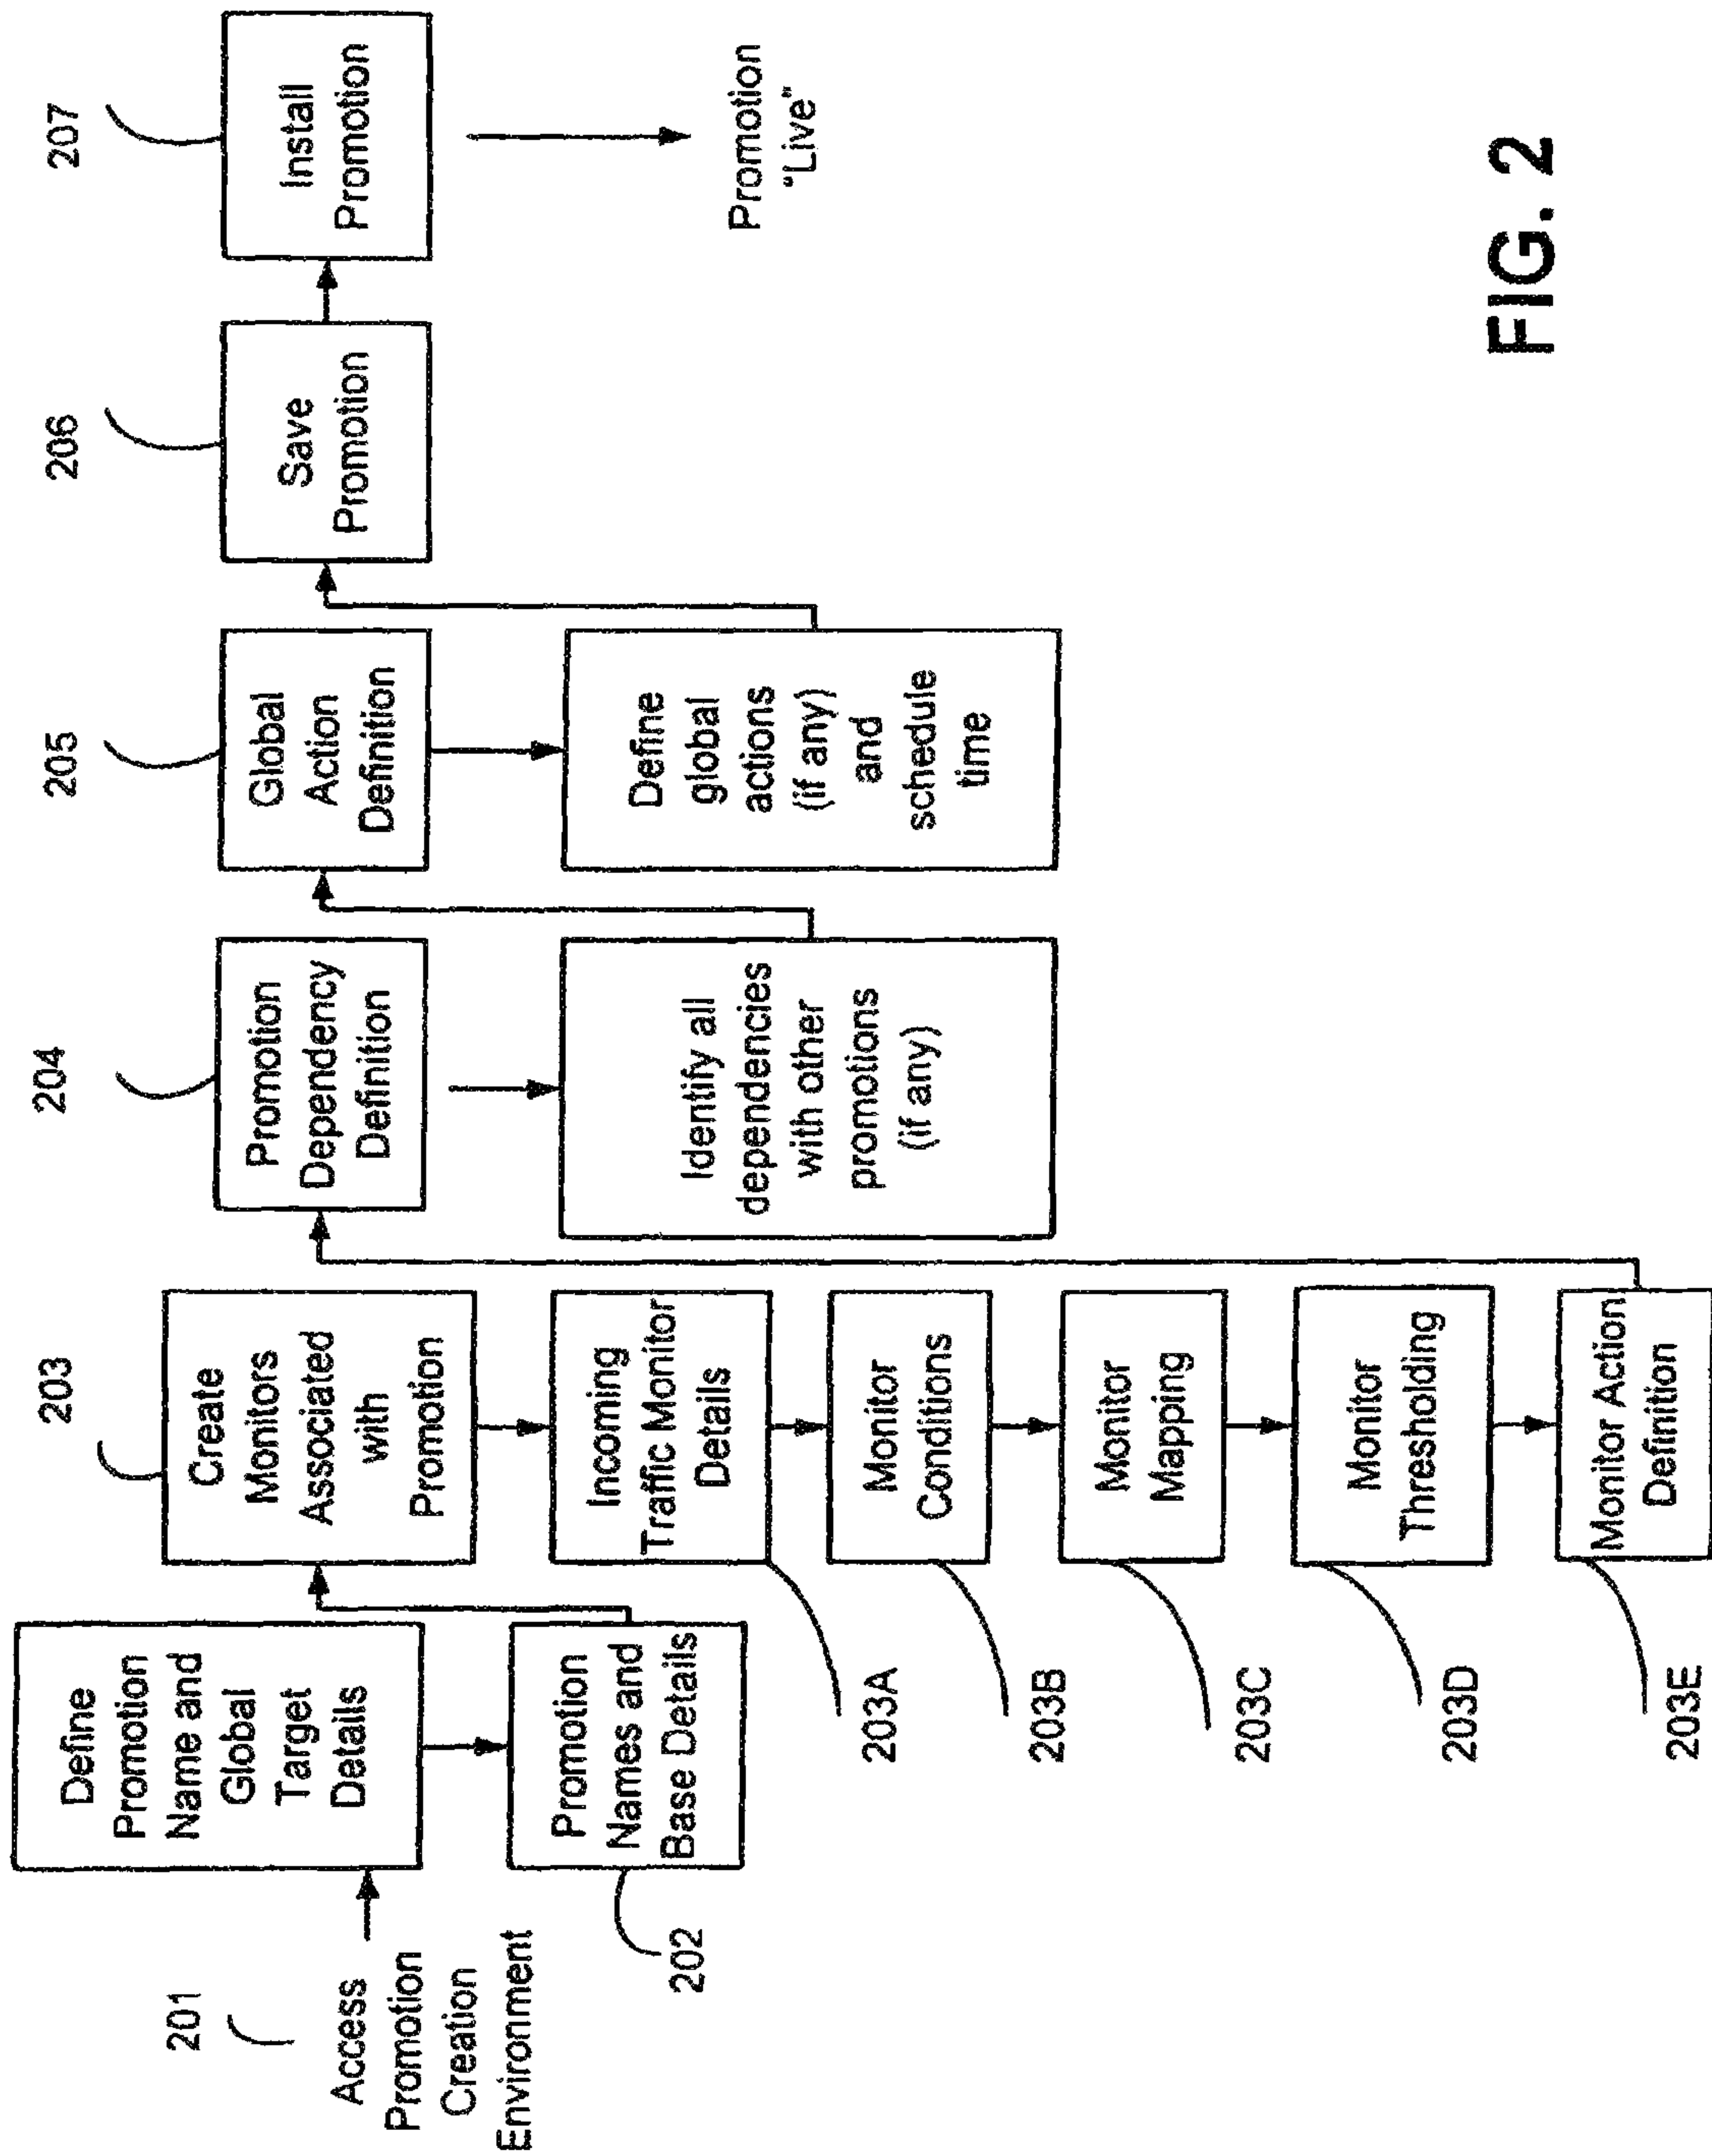 201
Access
Promotion
Creation
Environment
Define
Promotion
Name and
Global
Target
Details
202
Promotion
Names and
Base Details
203
Create
Monitors
Associated
with
Promotion
203A
Incoming
Traffic Monitor
Details
203B
Monitor
Conditions
203C
Monitor
Mapping
203D
Monitor
Thresholding
203E
Monitor Action
Definition
204
Promotion
Dependency
Definition
Identify all
dependencies
with other
promotions
(if any)
205
Global
Action
Definition
Define
global
actions
(if any)
and
schedule
time
206
Save
Promotion
207
Install
Promotion
Promotion
"Live"
FIG. 2